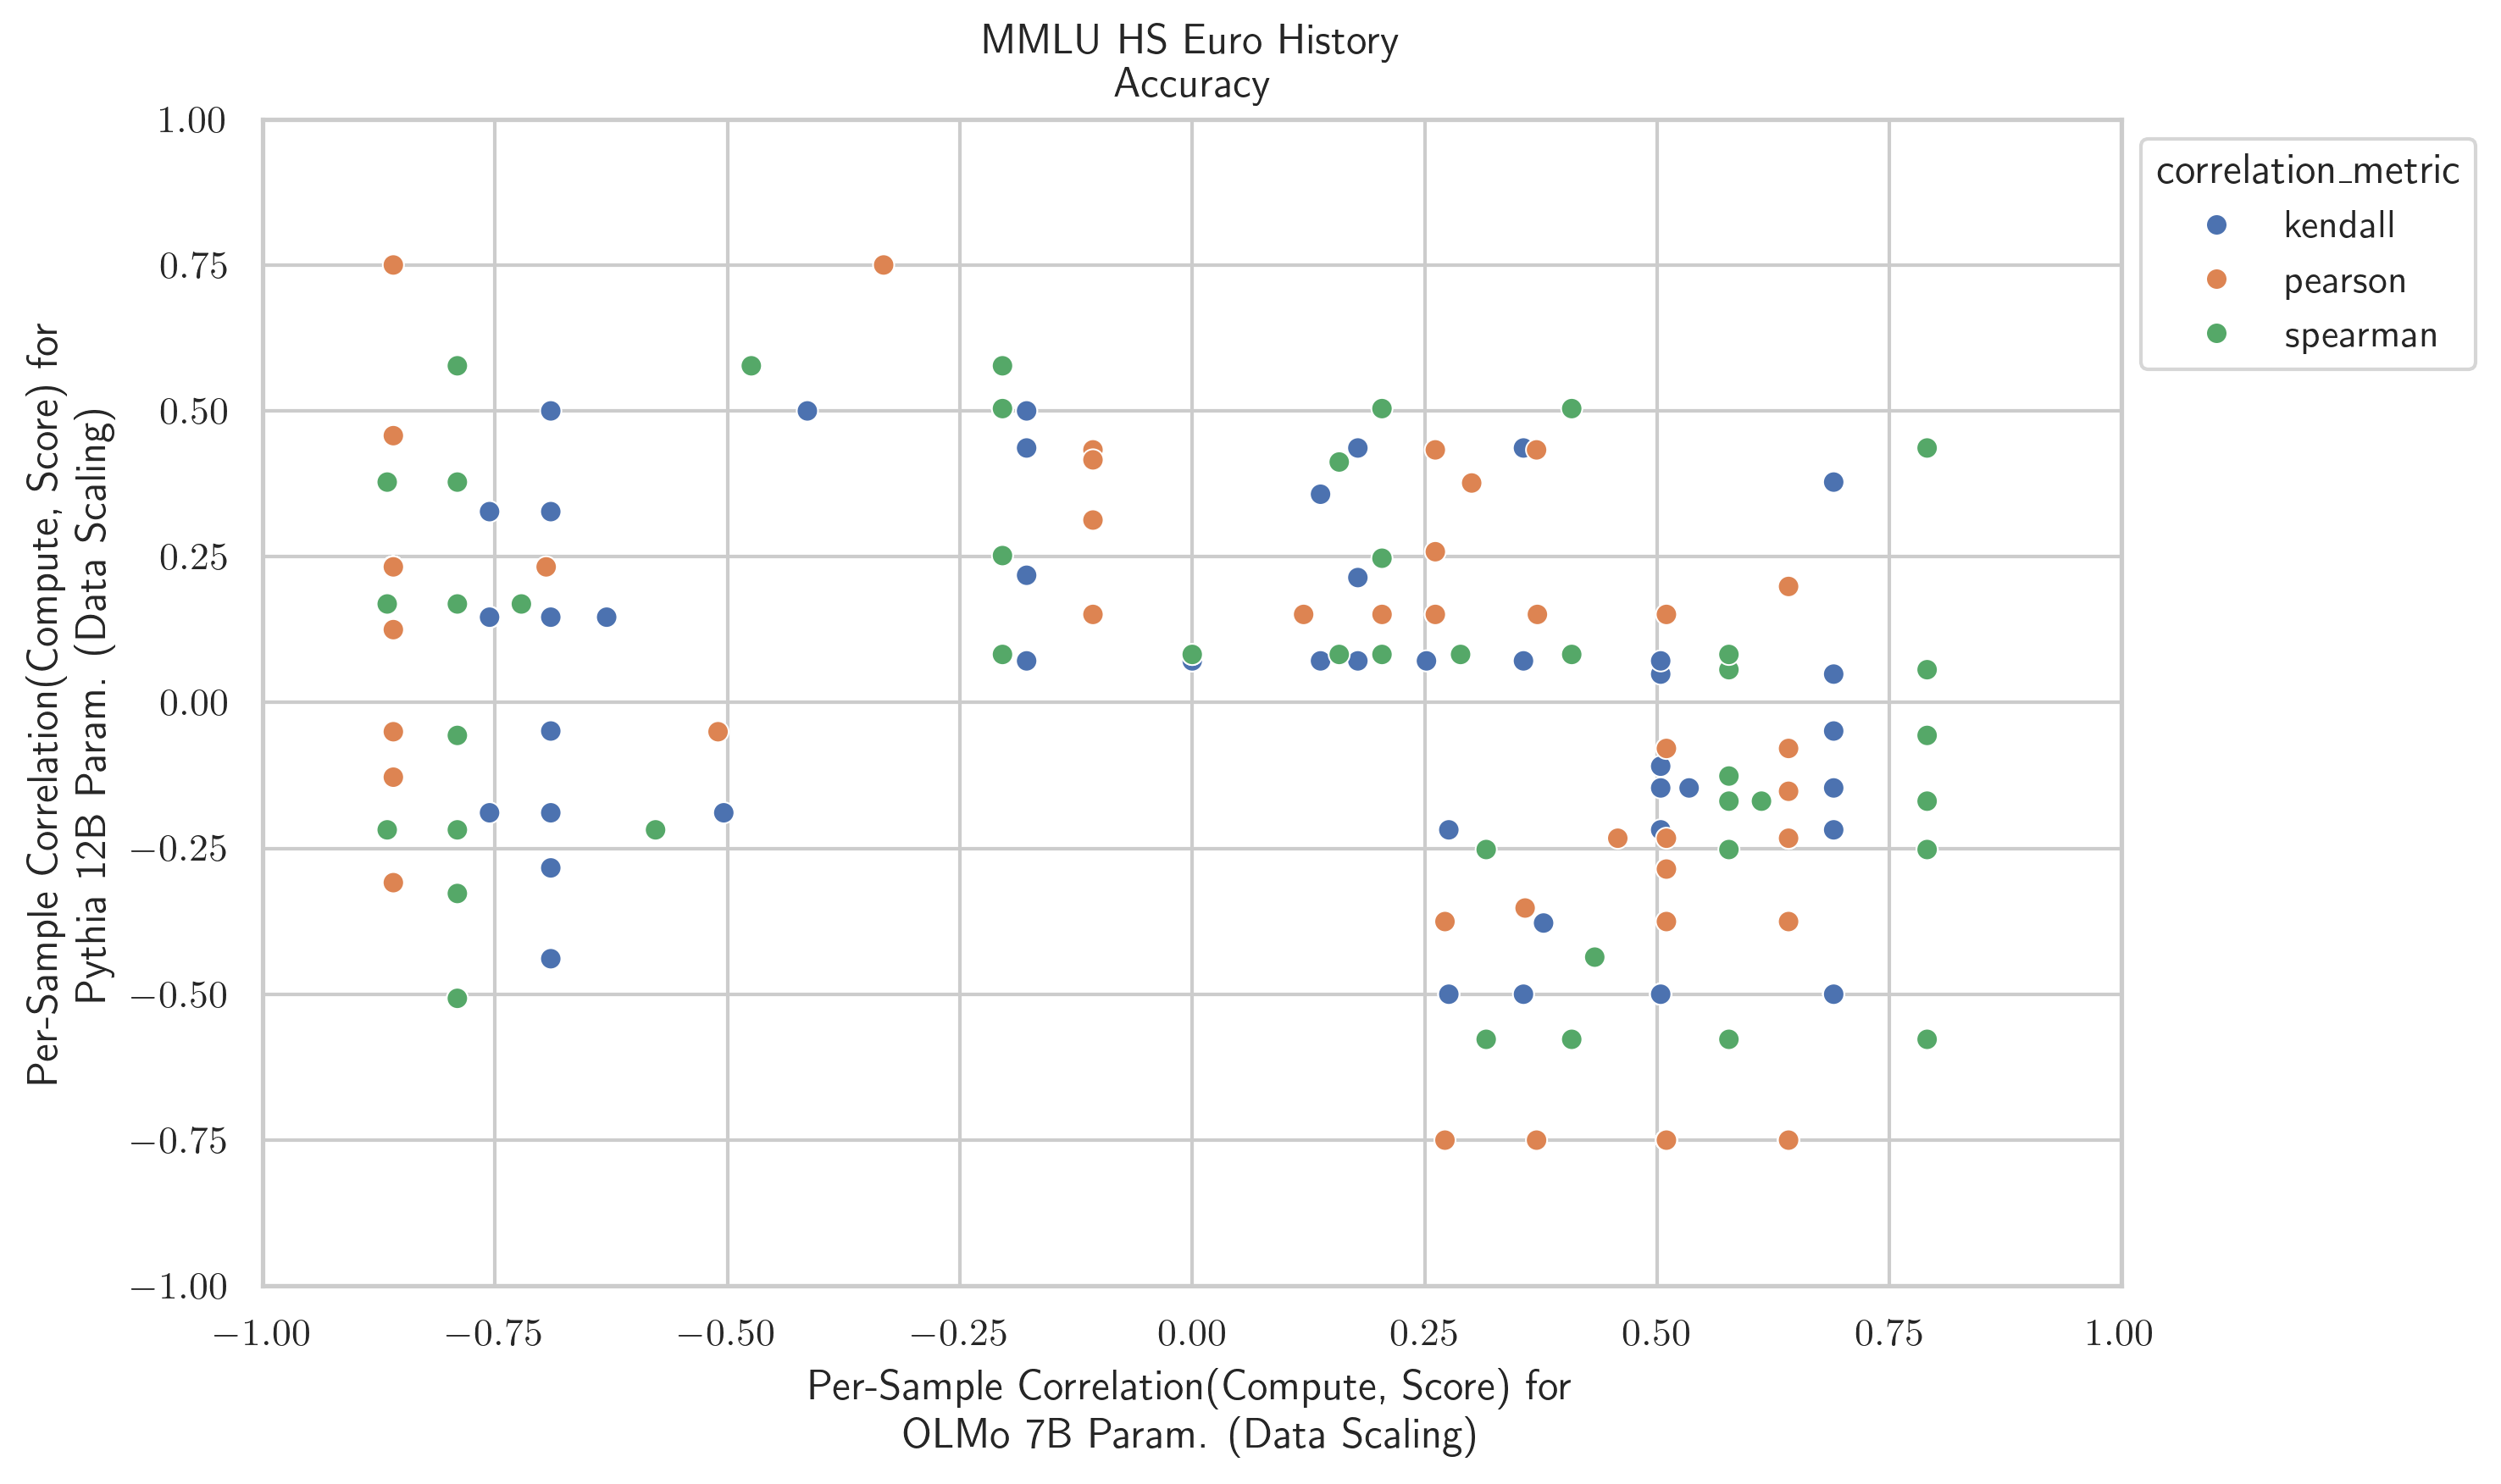 MMLU HS Euro History
Accuracy
Per-Sample Correlation(Compute, Score) for
Pythia 12B Param. (Data Scaling)
1.00
0.75
0.50
0.25
0.00
−0.25
−0.50
−0.75
−1.00
−1.00 −0.75 −0.50 −0.25 0.00 0.25 0.50 0.75 1.00
Per-Sample Correlation(Compute, Score) for
OLMo 7B Param. (Data Scaling)
correlation_metric
kendall
pearson
spearman